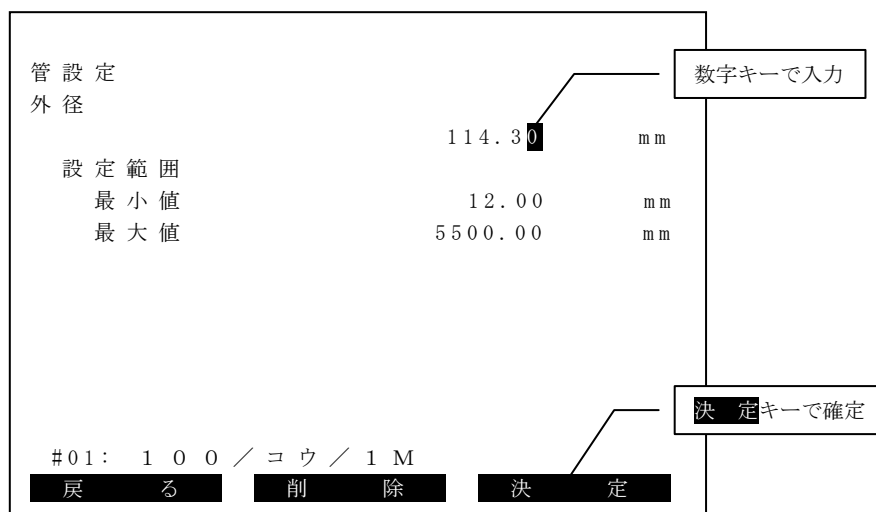 管設定
数字キーで入力
外径
114.30 mm
設定範囲
最小値 12.00 mm
最大値 5500.00 mm
決 定キーで確定
#01: 100／コウ／1M
戻 る 削 除 決 定